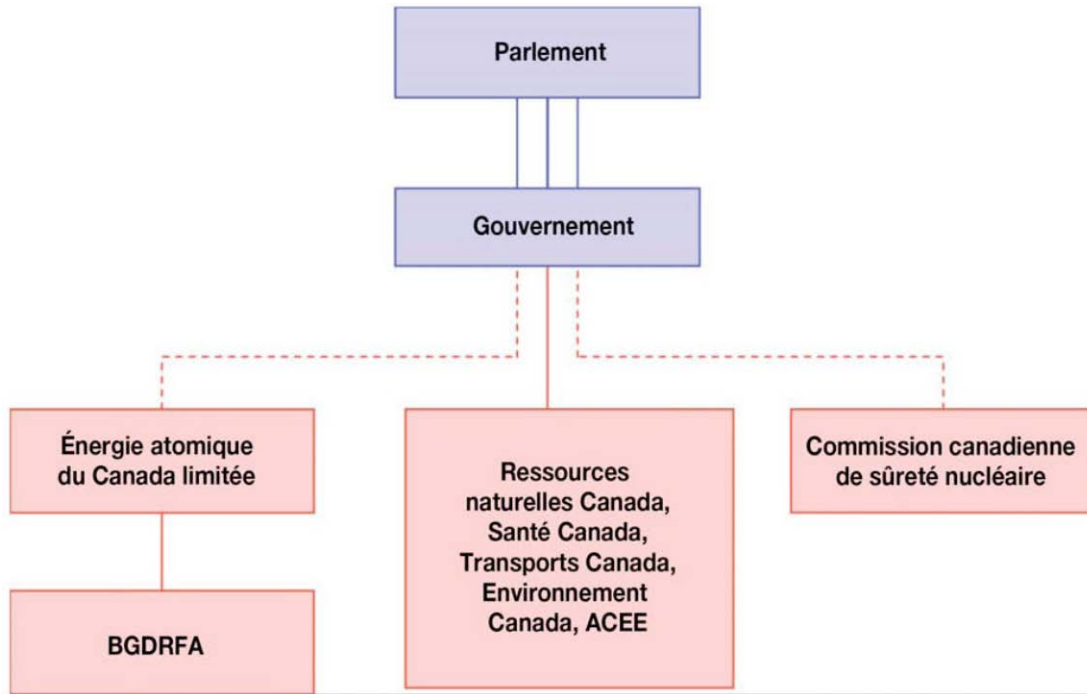 Parlement
Gouvernement
Énergie atomique
du Canada limitée
Ressources
naturelles Canada,
Santé Canada,
Transports Canada,
Environnement
Canada, ACEE
Commission canadienne
de sûreté nucléaire
BGDRFA